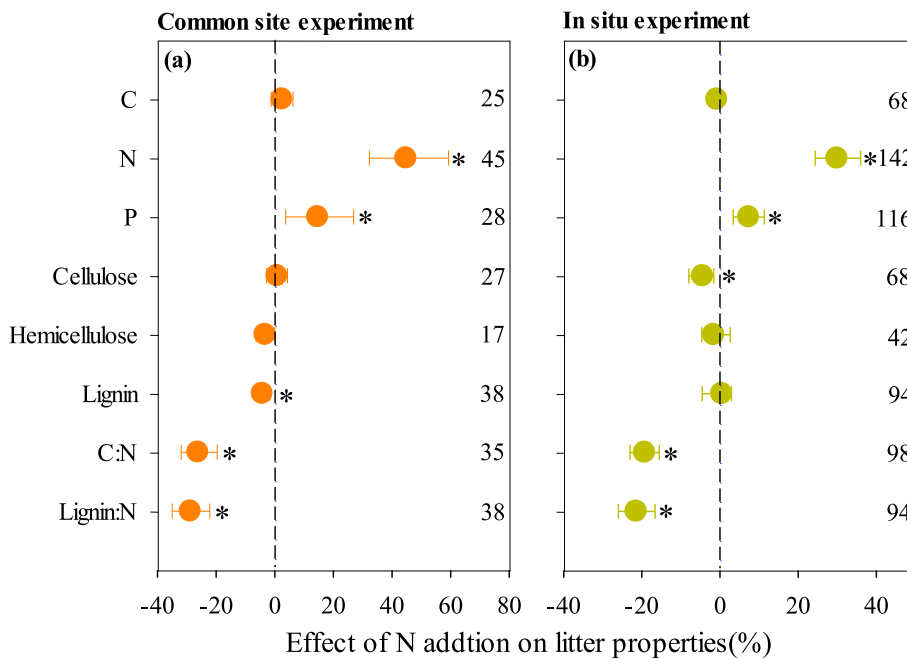 Common site experiment
In situ experiment
(a)
(b)
C 25 68
N 45 * * 142
P 28 * * 116
Cellulose 27 * 68
Hemicellulose 17 42
Lignin * 38 94
C:N * 35 * 98
Lignin:N * 38 * 94
-40 -20 0 20 40 60 80
-40 -20 0 20 40
Effect of N addtion on litter properties(%)